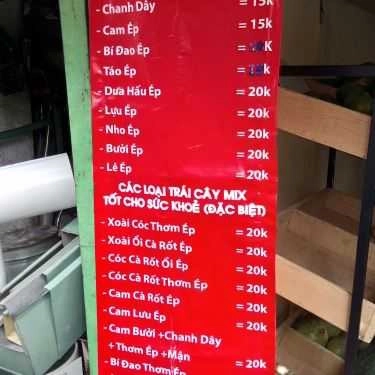 - Chanh Dây = 15k
- Cam Ép = 15k
- Bí Đao Ép = K
- Táo Ép = k
- Dưa Hấu Ép = 20k
- Lựu Ép = 20k
- Nho Ép = 20k
- Bưởi Ép = 20k
- Lê Ép = 20k
CÁC LOẠI TRÁI CÂY MIX
TỐT CHO SỨC KHOẺ (ĐẶC BIỆT)
- Xoài Cóc Thơm Ép = 20k
- Xoài Ổi Cà Rốt Ép = 20k
- Cóc Cà Rốt Ổi Ép = 20k
- Cóc Cà Rốt Thơm Ép = 20k
- Cam Cà Rốt Ép = 20k
- Cam Lưu Ép = 20k
- Cam Bưởi +Chanh Dây = 20k
+ Thơm Ép +Mận = 20k
- Bí Đao Thơm Ép